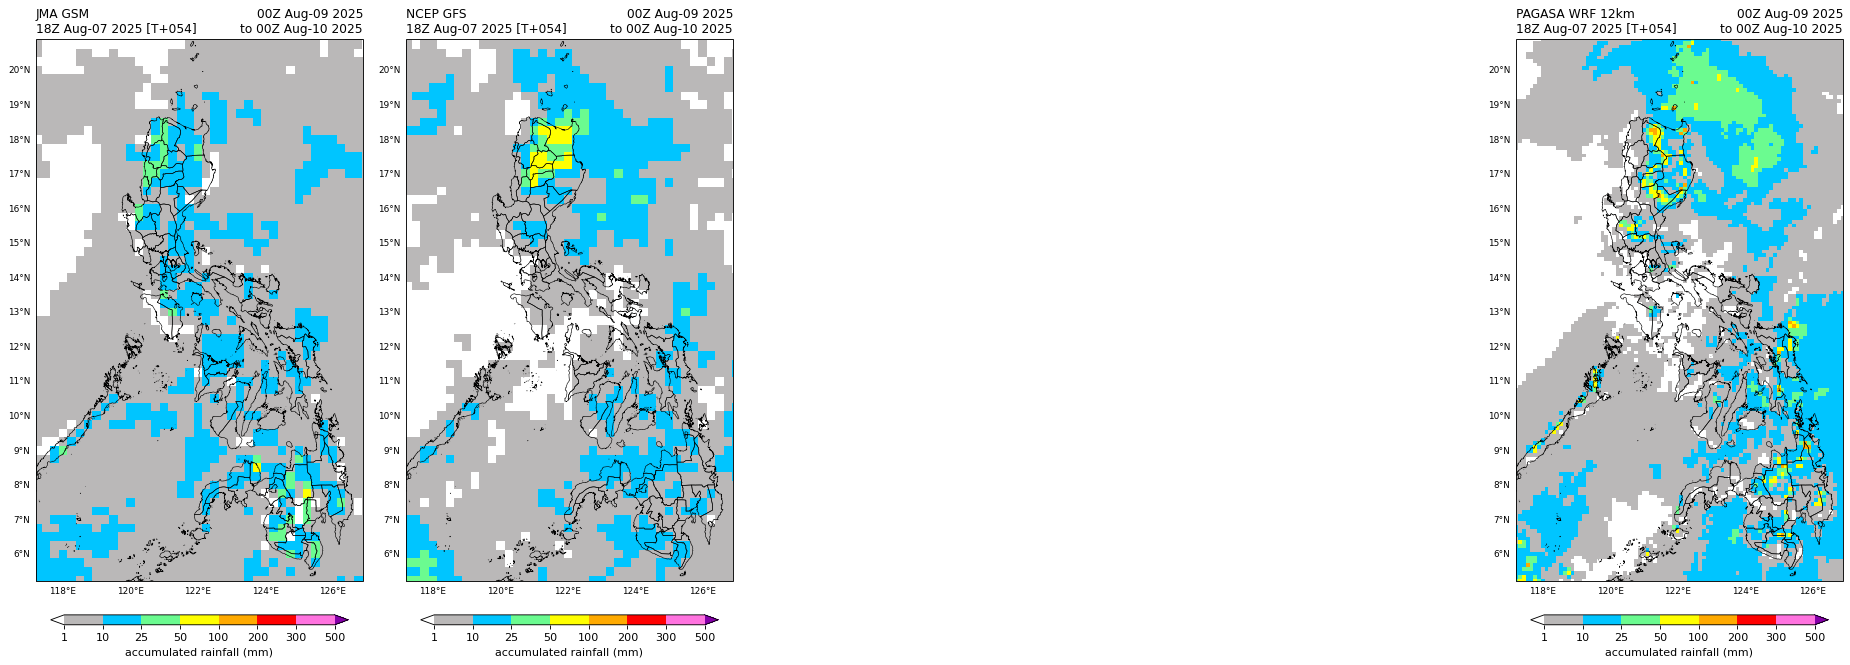 JMA GSM 00Z Aug-09 2025
18Z Aug-07 2025 [T+054] to 00Z Aug-10 2025
20°N
19°N
18°N
17°N
16°N
15°N
14°N
13°N
12°N
11°N
10°N
9°N
8°N
7°N
6°N
118°E 120°E 122°E 124°E 126°E
1 10 25 50 100 200 300 500
accumulated rainfall (mm)
NCEP GFS 00Z Aug-09 2025
18Z Aug-07 2025 [T+054] to 00Z Aug-10 2025
20°N
19°N
18°N
17°N
16°N
15°N
14°N
13°N
12°N
11°N
10°N
9°N
8°N
7°N
6°N
118°E 120°E 122°E 124°E 126°E
1 10 25 50 100 200 300 500
accumulated rainfall (mm)
PAGASA WRF 12km 00Z Aug-09 2025
18Z Aug-07 2025 [T+054] to 00Z Aug-10 2025
20°N
19°N
18°N
17°N
16°N
15°N
14°N
13°N
12°N
11°N
10°N
9°N
8°N
7°N
6°N
118°E 120°E 122°E 124°E 126°E
1 10 25 50 100 200 300 500
accumulated rainfall (mm)